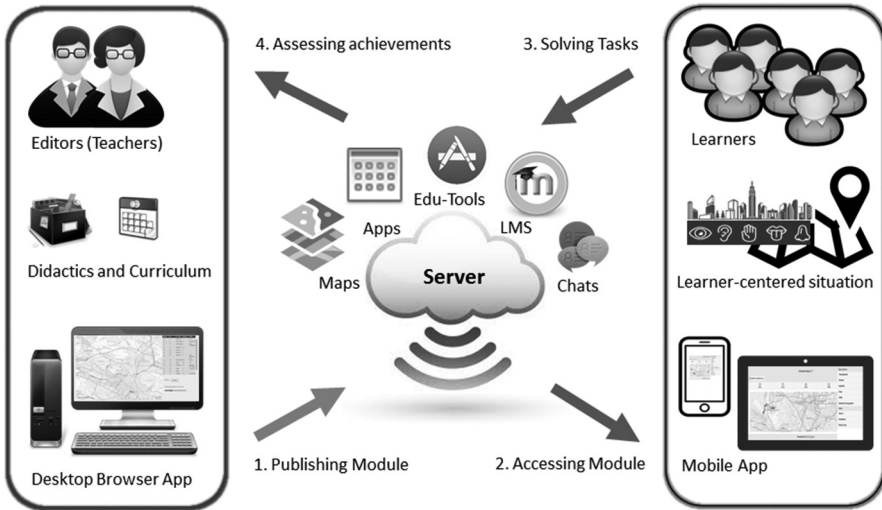 4. Assessing achievements
3. Solving Tasks
Editors (Teachers)
Learners
Edu-Tools
Apps
LMS
m
Didactics and Curriculum
Maps
Server
Chats
Learner-centered situation
Desktop Browser App
1. Publishing Module
2. Accessing Module
Mobile App